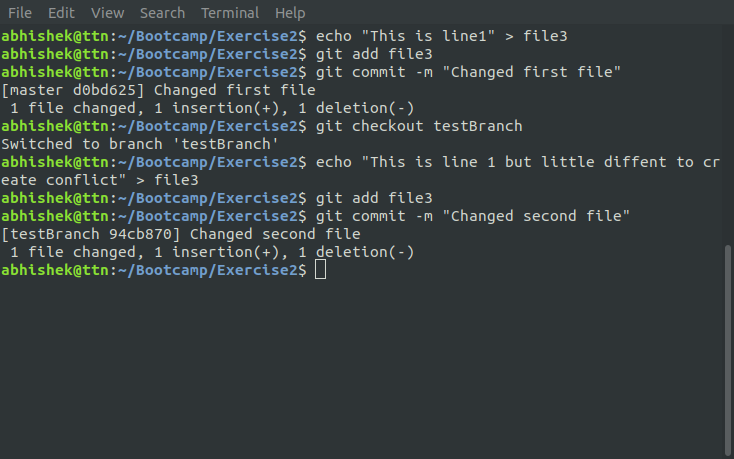 File Edit View Search Terminal Help
abhishek@ttn:~/Bootcamp/Exercise2$ echo "This is line1" > file3
abhishek@ttn:~/Bootcamp/Exercise2$ git add file3
abhishek@ttn:~/Bootcamp/Exercise2$ git commit -m "Changed first file"
[master d0bd625] Changed first file
 1 file changed, 1 insertion(+), 1 deletion(-)
abhishek@ttn:~/Bootcamp/Exercise2$ git checkout testBranch
Switched to branch 'testBranch'
abhishek@ttn:~/Bootcamp/Exercise2$ echo "This is line 1 but little diffent to cr
eate conflict" > file3
abhishek@ttn:~/Bootcamp/Exercise2$ git add file3
abhishek@ttn:~/Bootcamp/Exercise2$ git commit -m "Changed second file"
[testBranch 94cb870] Changed second file
 1 file changed, 1 insertion(+), 1 deletion(-)
abhishek@ttn:~/Bootcamp/Exercise2$